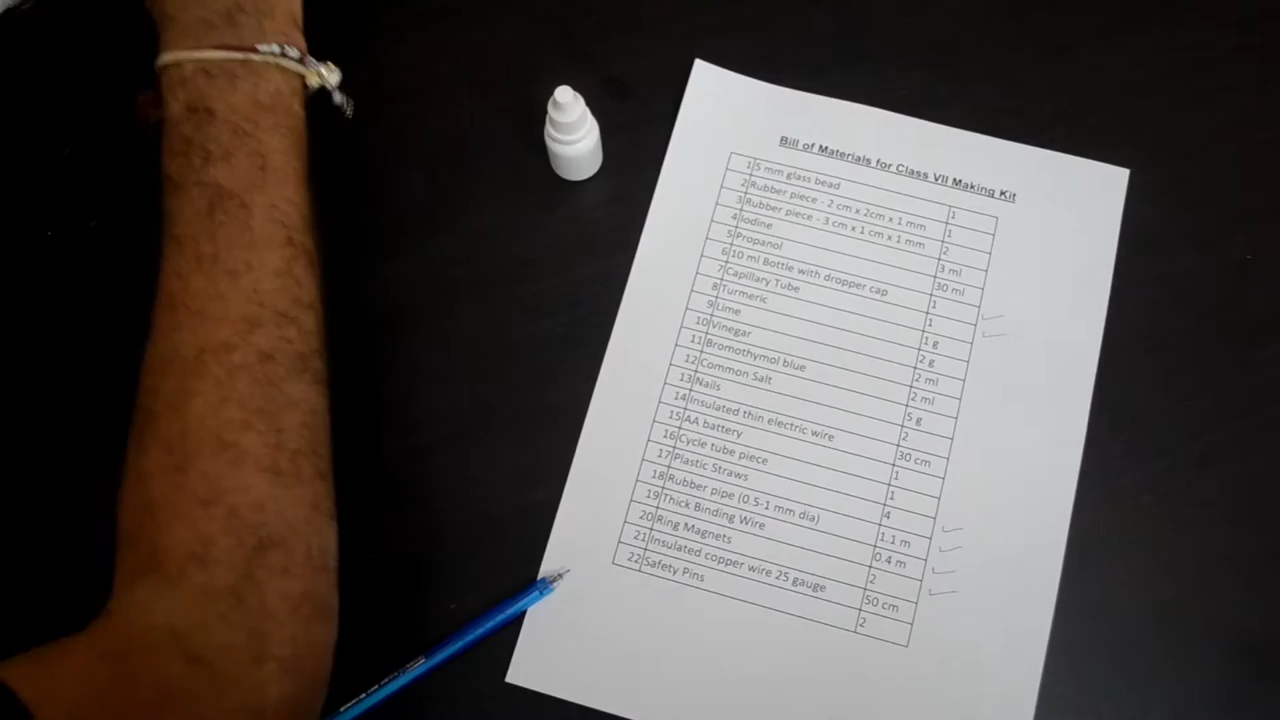 Bill of Materials for Class VII Making Kit
1 5 mm glass bead 1
2 Rubber piece - 2 cm x 2cm x 1 mm 1
3 Rubber piece - 3 cm x 1 cm x 1 mm 2
4 Iodine 3 ml
5 Propanol 30 ml
6 10 ml Bottle with dropper cap 1
7 Capillary Tube 1
8 Turmeric 1 g
9 Lime 2 g
10 Vinegar 2 ml
11 Bromothymol blue 2 ml
12 Common Salt 5 g
13 Nails 2
14 Insulated thin electric wire 30 cm
15 AA battery 1
16 Cycle tube piece 1
17 Plastic Straws 4
18 Rubber pipe (0.5-1 mm dia) 1.1 m
19 Thick Binding Wire 0.4 m
20 Ring Magnets 2
21 Insulated copper wire 25 gauge 50 cm
22 Safety Pins 2